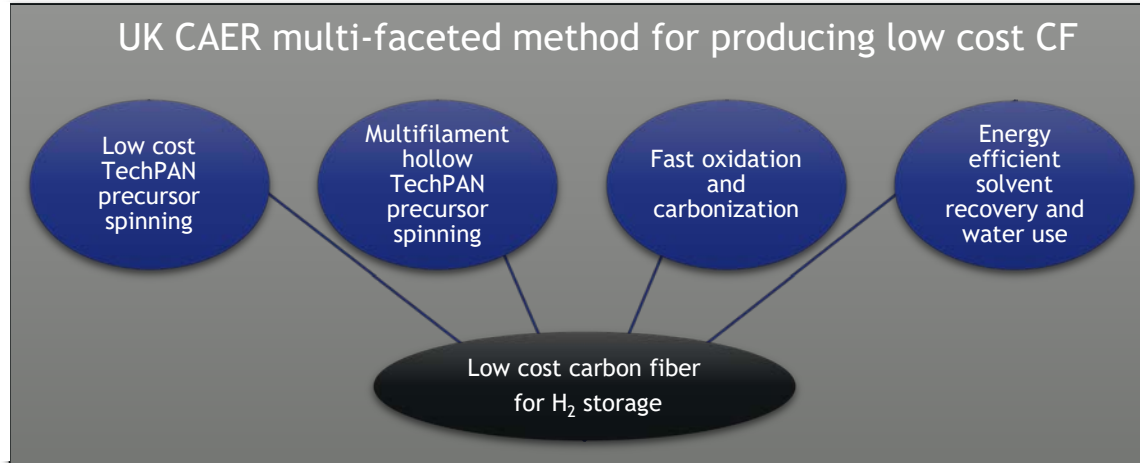 UK CAER multi-faceted method for producing low cost CF
Low cost
TechPAN
precursor
spinning
Multifilament
hollow
TechPAN
precursor
spinning
Fast oxidation
and
carbonization
Energy
efficient
solvent
recovery and
water use
Low cost carbon fiber
for H₂ storage